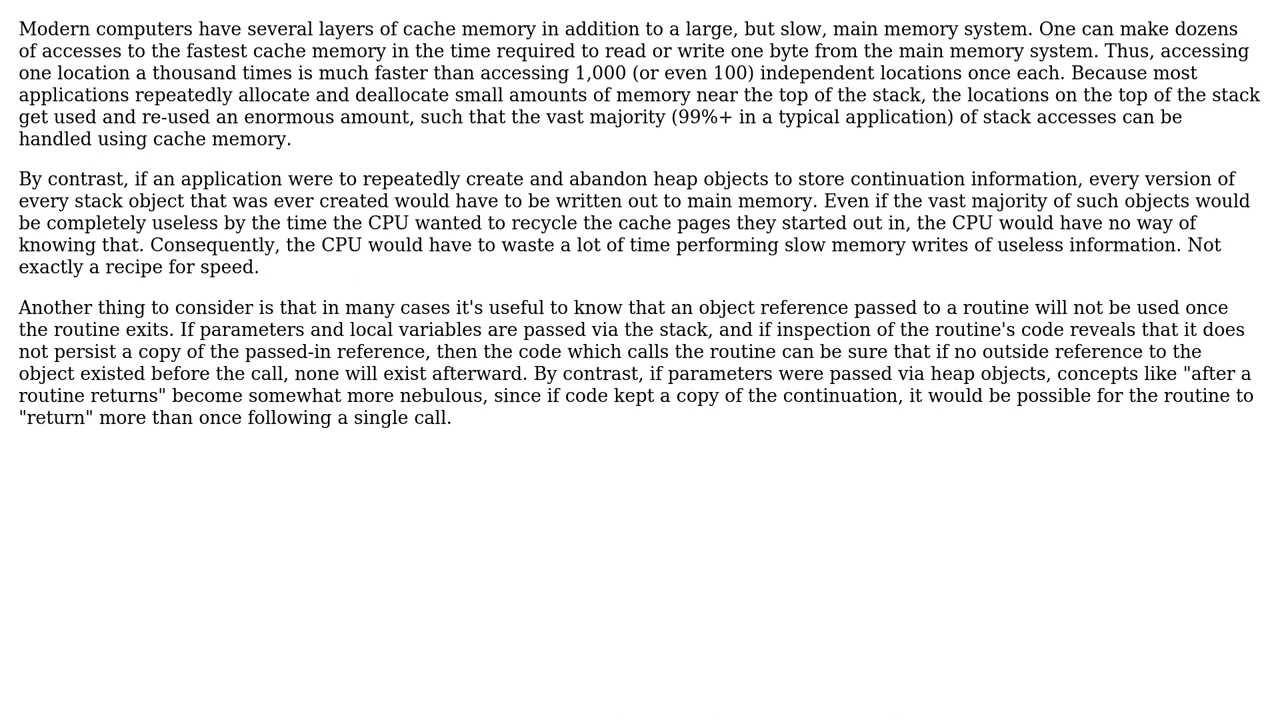 Modern computers have several layers of cache memory in addition to a large, but slow, main memory system. One can make dozens
of accesses to the fastest cache memory in the time required to read or write one byte from the main memory system. Thus, accessing
one location a thousand times is much faster than accessing 1,000 (or even 100) independent locations once each. Because most
applications repeatedly allocate and deallocate small amounts of memory near the top of the stack, the locations on the top of the stack
get used and re-used an enormous amount, such that the vast majority (99%+ in a typical application) of stack accesses can be
handled using cache memory.
By contrast, if an application were to repeatedly create and abandon heap objects to store continuation information, every version of
every stack object that was ever created would have to be written out to main memory. Even if the vast majority of such objects would
be completely useless by the time the CPU wanted to recycle the cache pages they started out in, the CPU would have no way of
knowing that. Consequently, the CPU would have to waste a lot of time performing slow memory writes of useless information. Not
exactly a recipe for speed.
Another thing to consider is that in many cases it's useful to know that an object reference passed to a routine will not be used once
the routine exits. If parameters and local variables are passed via the stack, and if inspection of the routine's code reveals that it does
not persist a copy of the passed-in reference, then the code which calls the routine can be sure that if no outside reference to the
object existed before the call, none will exist afterward. By contrast, if parameters were passed via heap objects, concepts like "after a
routine returns" become somewhat more nebulous, since if code kept a copy of the continuation, it would be possible for the routine to
"return" more than once following a single call.